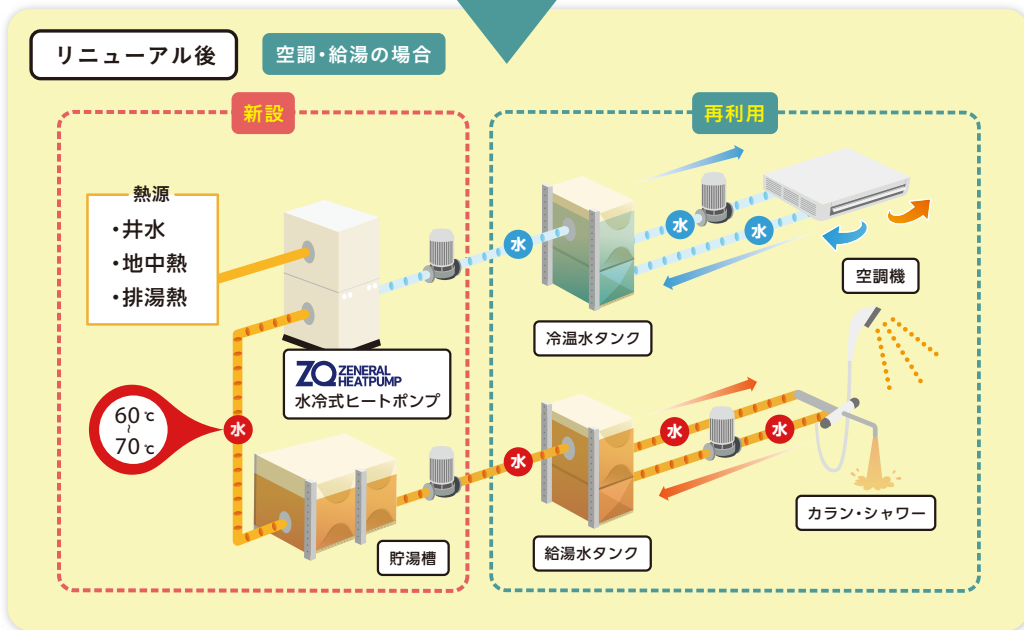 リニューアル後
空調・給湯の場合
新設
再利用
熱源
・井水
・地中熱
・排湯熱
水
水
水
空調機
冷温水タンク
ZQ ZENERAL
HEATPUMP
水冷式ヒートポンプ
60℃
~
70℃
水
水
水
水
貯湯槽
給湯水タンク
カラン・シャワー